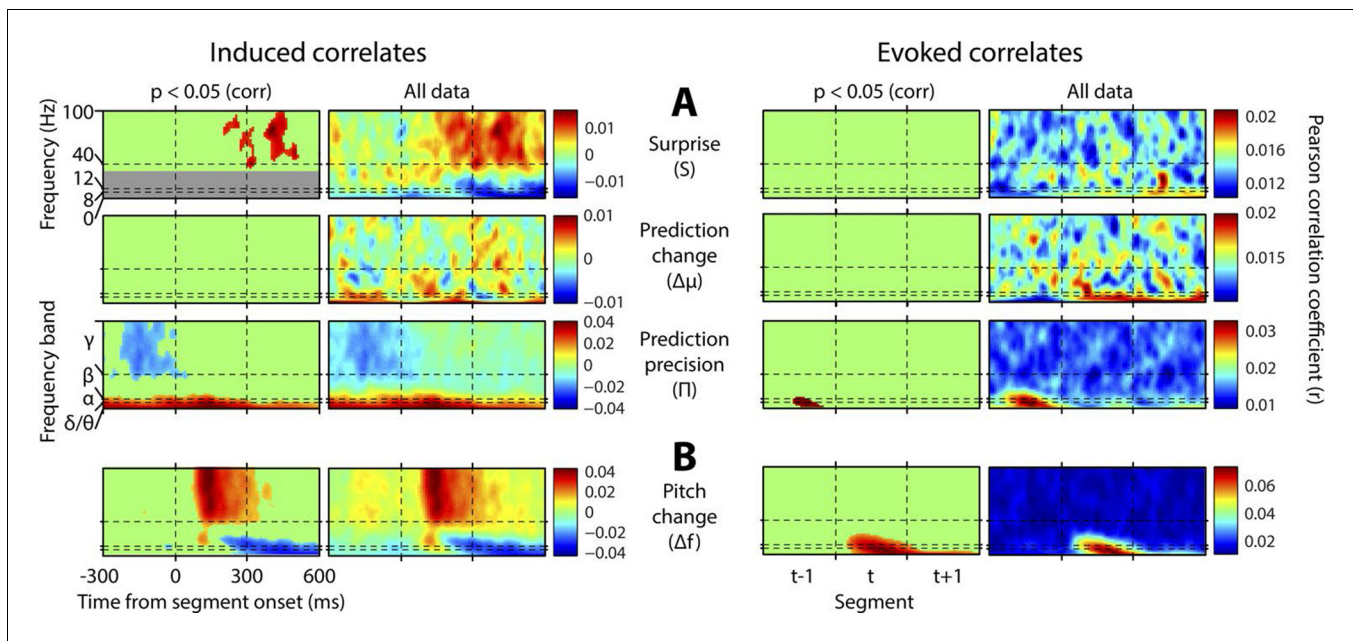 Induced correlates
Evoked correlates
p < 0.05 (corr)
All data
A
p < 0.05 (corr)
All data
Frequency (Hz)
100
40
12
8
0
0.01
0
−0.01
Surprise
(S)
0.02
0.016
0.012
0.01
0
−0.01
Prediction
change
(Δμ)
0.02
0.015
Frequency band
γ
β
α
δ/θ
0.04
0.02
0
−0.02
−0.04
Prediction
precision
(Π)
0.03
0.02
0.01
Pearson correlation coefficient (r)
B
0.04
0.02
0
−0.02
−0.04
Pitch
change
(Δf)
0.06
0.04
0.02
-300 0 300 600
Time from segment onset (ms)
t-1 t t+1
Segment